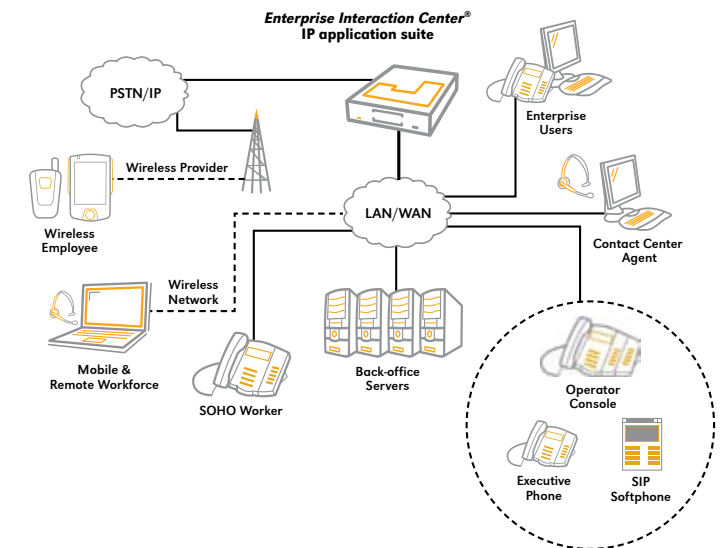 Enterprise Interaction Center®
IP application suite
PSTN/IP
Enterprise
Users
Wireless Provider
Wireless
Employee
LAN/WAN
Contact Center
Agent
Wireless
Network
Mobile &
Remote Workforce
SOHO Worker
Back-office
Servers
Operator
Console
Executive
Phone
SIP
Softphone